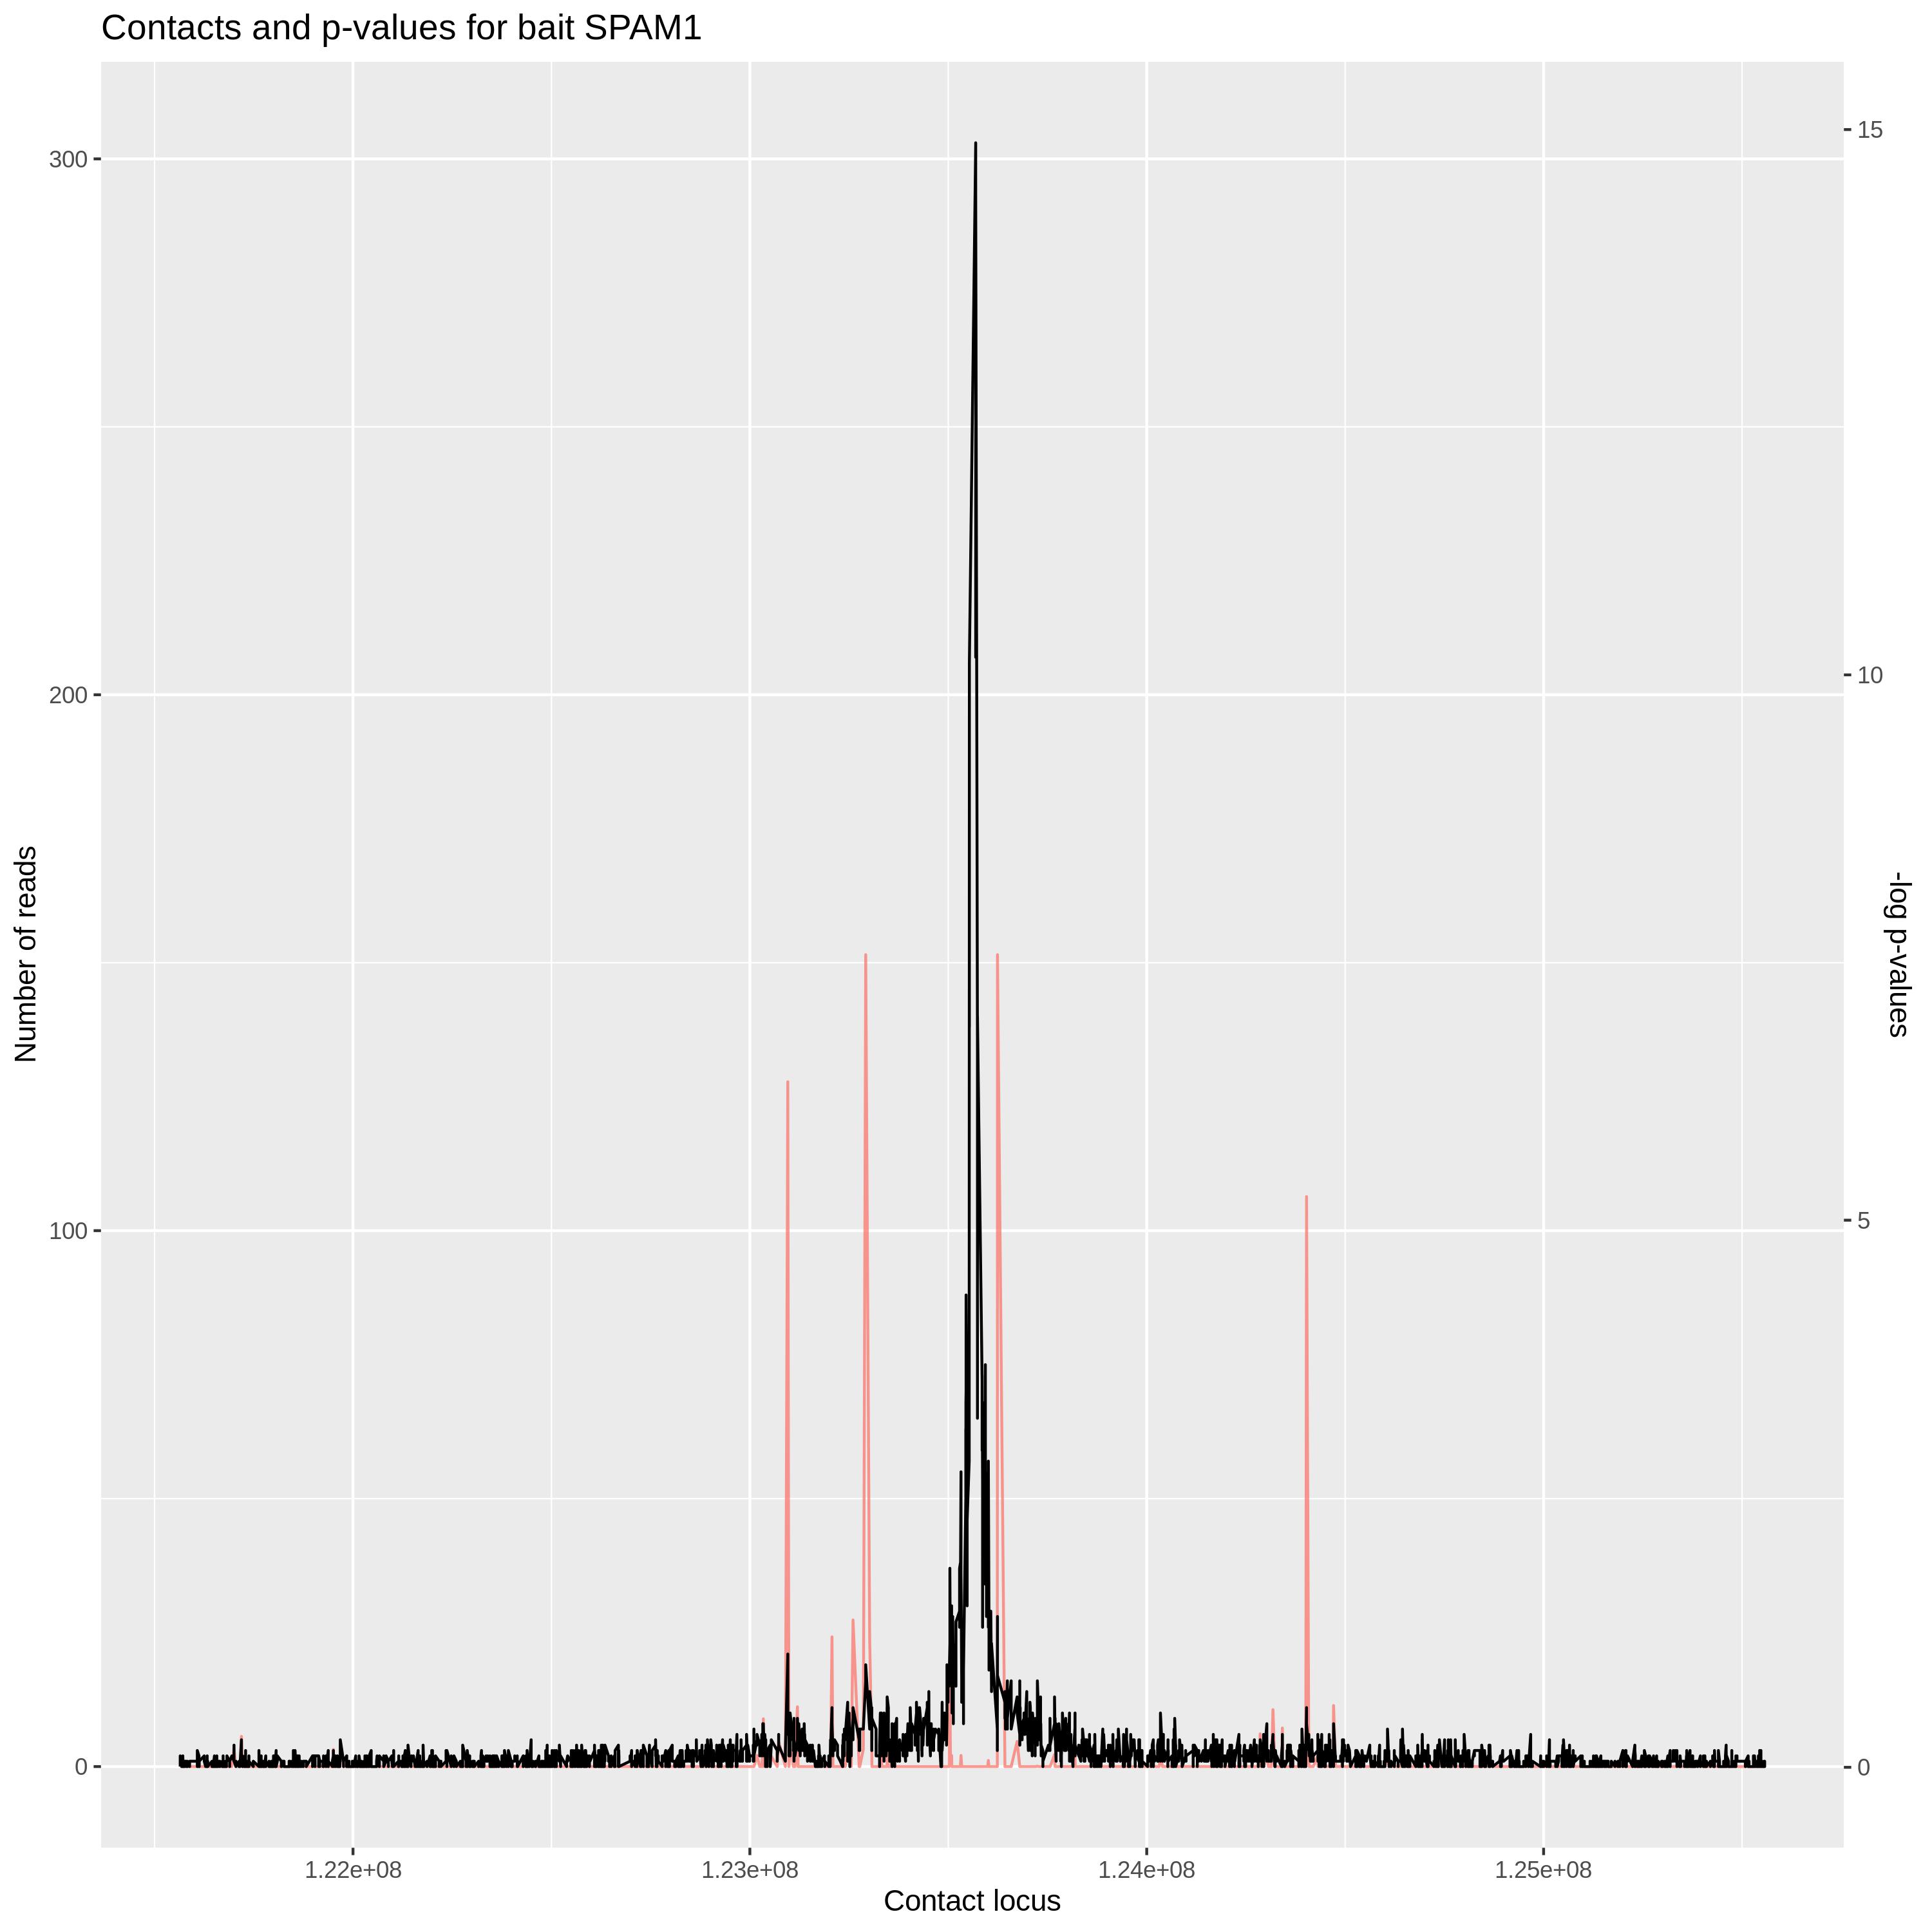 Contacts and p-values for bait SPAM1
Number of reads
300
200
100
0
15
10
5
0
-log p-values
1.22e+08 1.23e+08 1.24e+08 1.25e+08
Contact locus